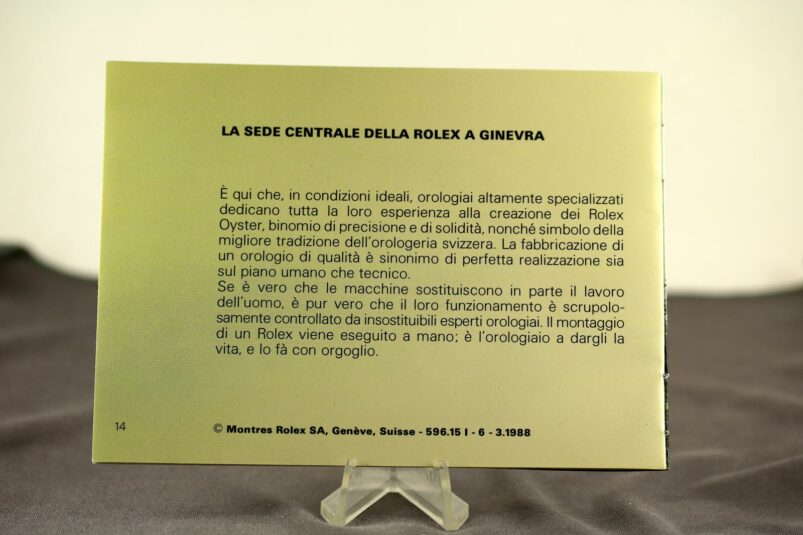 LA SEDE CENTRALE DELLA ROLEX A GINEVRA
È qui che, in condizioni ideali, orologiai altamente specializzati
dedicano tutta la loro esperienza alla creazione dei Rolex
Oyster, binomio di precisione e di solidità, nonché simbolo della
migliore tradizione dell'orologeria svizzera. La fabbricazione di
un orologio di qualità è sinonimo di perfetta realizzazione sia
sul piano umano che tecnico.
Se è vero che le macchine sostituiscono in parte il lavoro
dell'uomo, è pur vero che il loro funzionamento è scrupolo-
samente controllato da insostituibili esperti orologiai. Il montaggio
di un Rolex viene eseguito a mano; è l'orologiaio a dargli la
vita, e lo fà con orgoglio.
14
© Montres Rolex SA, Genève, Suisse - 596.15 I - 6 - 3.1988